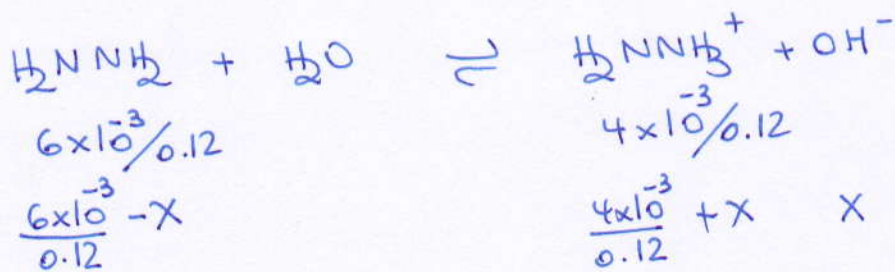 H₂NNH₂ + H₂O ⇌ H₂NNH₃⁺ + OH⁻
6×10⁻³/0.12 4×10⁻³/0.12
6×10⁻³/0.12 −X 4×10⁻³/0.12 +X X